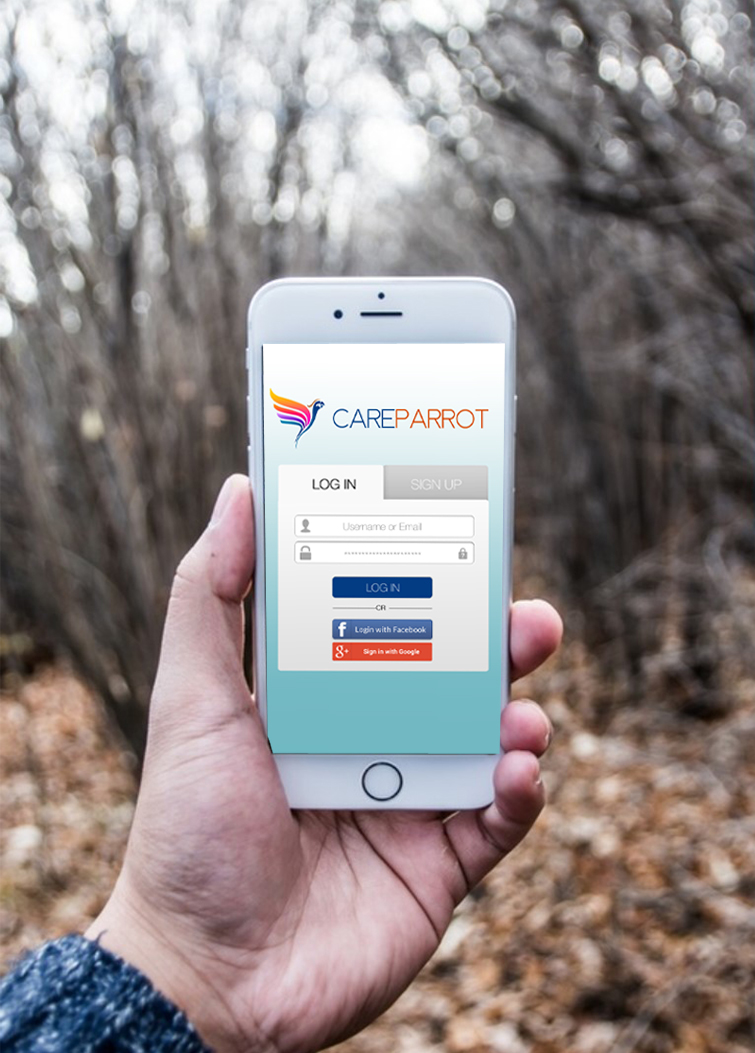 CAREPARROT
LOG IN SIGN UP
Username or Email
LOG IN
OR
f Login with Facebook
g+ Sign in with Google